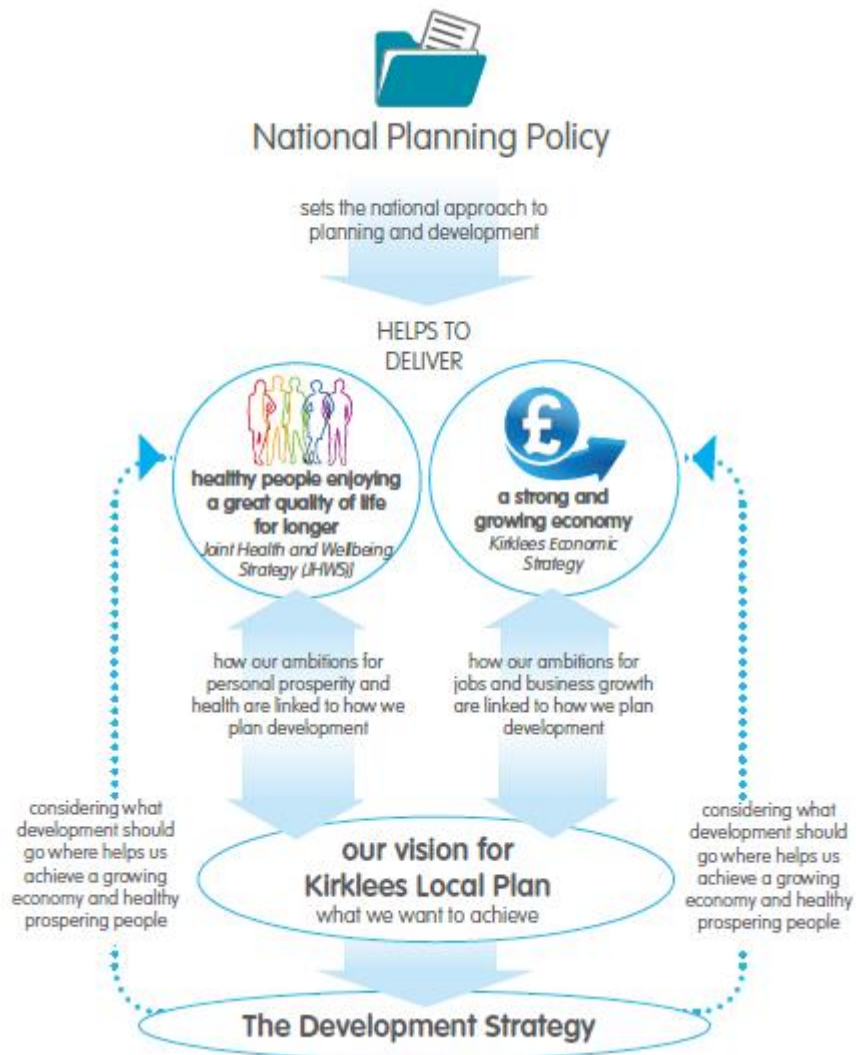 National Planning Policy
sets the national approach to
planning and development
HELPS TO
DELIVER
healthy people enjoying
a great quality of life
for longer
Joint Health and Wellbeing
Strategy (JHWS)]
£
a strong and
growing economy
Kirklees Economic
Strategy
how our ambitions for
personal prosperity and
health are linked to how we
plan development
how our ambitions for
jobs and business growth
are linked to how we plan
development
considering what
development should
go where helps us
achieve a growing
economy and healthy
prospering people
our vision for
Kirklees Local Plan
what we want to achieve
considering what
development should
go where helps us
achieve a growing
economy and healthy
prospering people
The Development Strategy